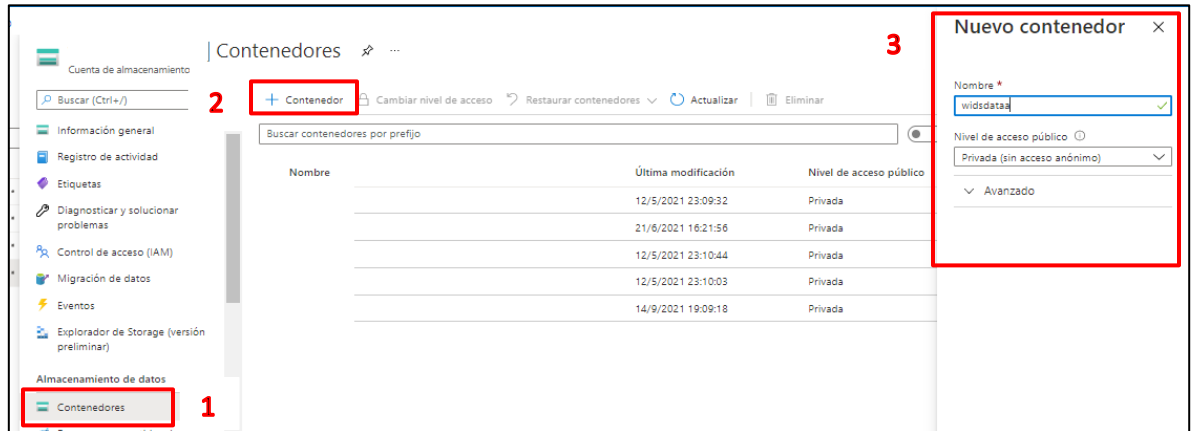 Cuenta de almacenamiento
| Contenedores
...
Buscar (Ctrl+/)
Información general
Registro de actividad
Etiquetas
Diagnosticar y solucionar
problemas
Control de acceso (IAM)
Migración de datos
Eventos
Explorador de Storage (versión
preliminar)
Almacenamiento de datos
Contenedores
1
2
+ Contenedor
Cambiar nivel de acceso
Restaurar contenedores
Actualizar
Eliminar
Buscar contenedores por prefijo
Nombre Última modificación Nivel de acceso público
12/5/2021 23:09:32 Privada
21/6/2021 16:21:56 Privada
12/5/2021 23:10:44 Privada
12/5/2021 23:10:03 Privada
14/9/2021 19:09:18 Privada
3
Nuevo contenedor
Nombre *
widsdataa
Nivel de acceso público
Privada (sin acceso anónimo)
Avanzado